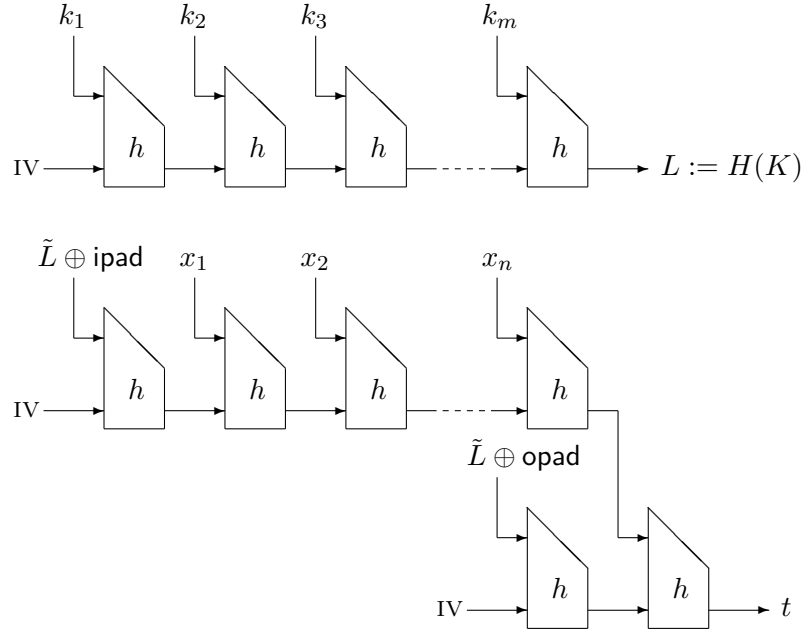 k₁ k₂ k₃ kₘ
h h h h
IV L := H(K)
L̃ ⊕ ipad x₁ x₂ xₙ
h h h h
IV
L̃ ⊕ opad
h h
IV t